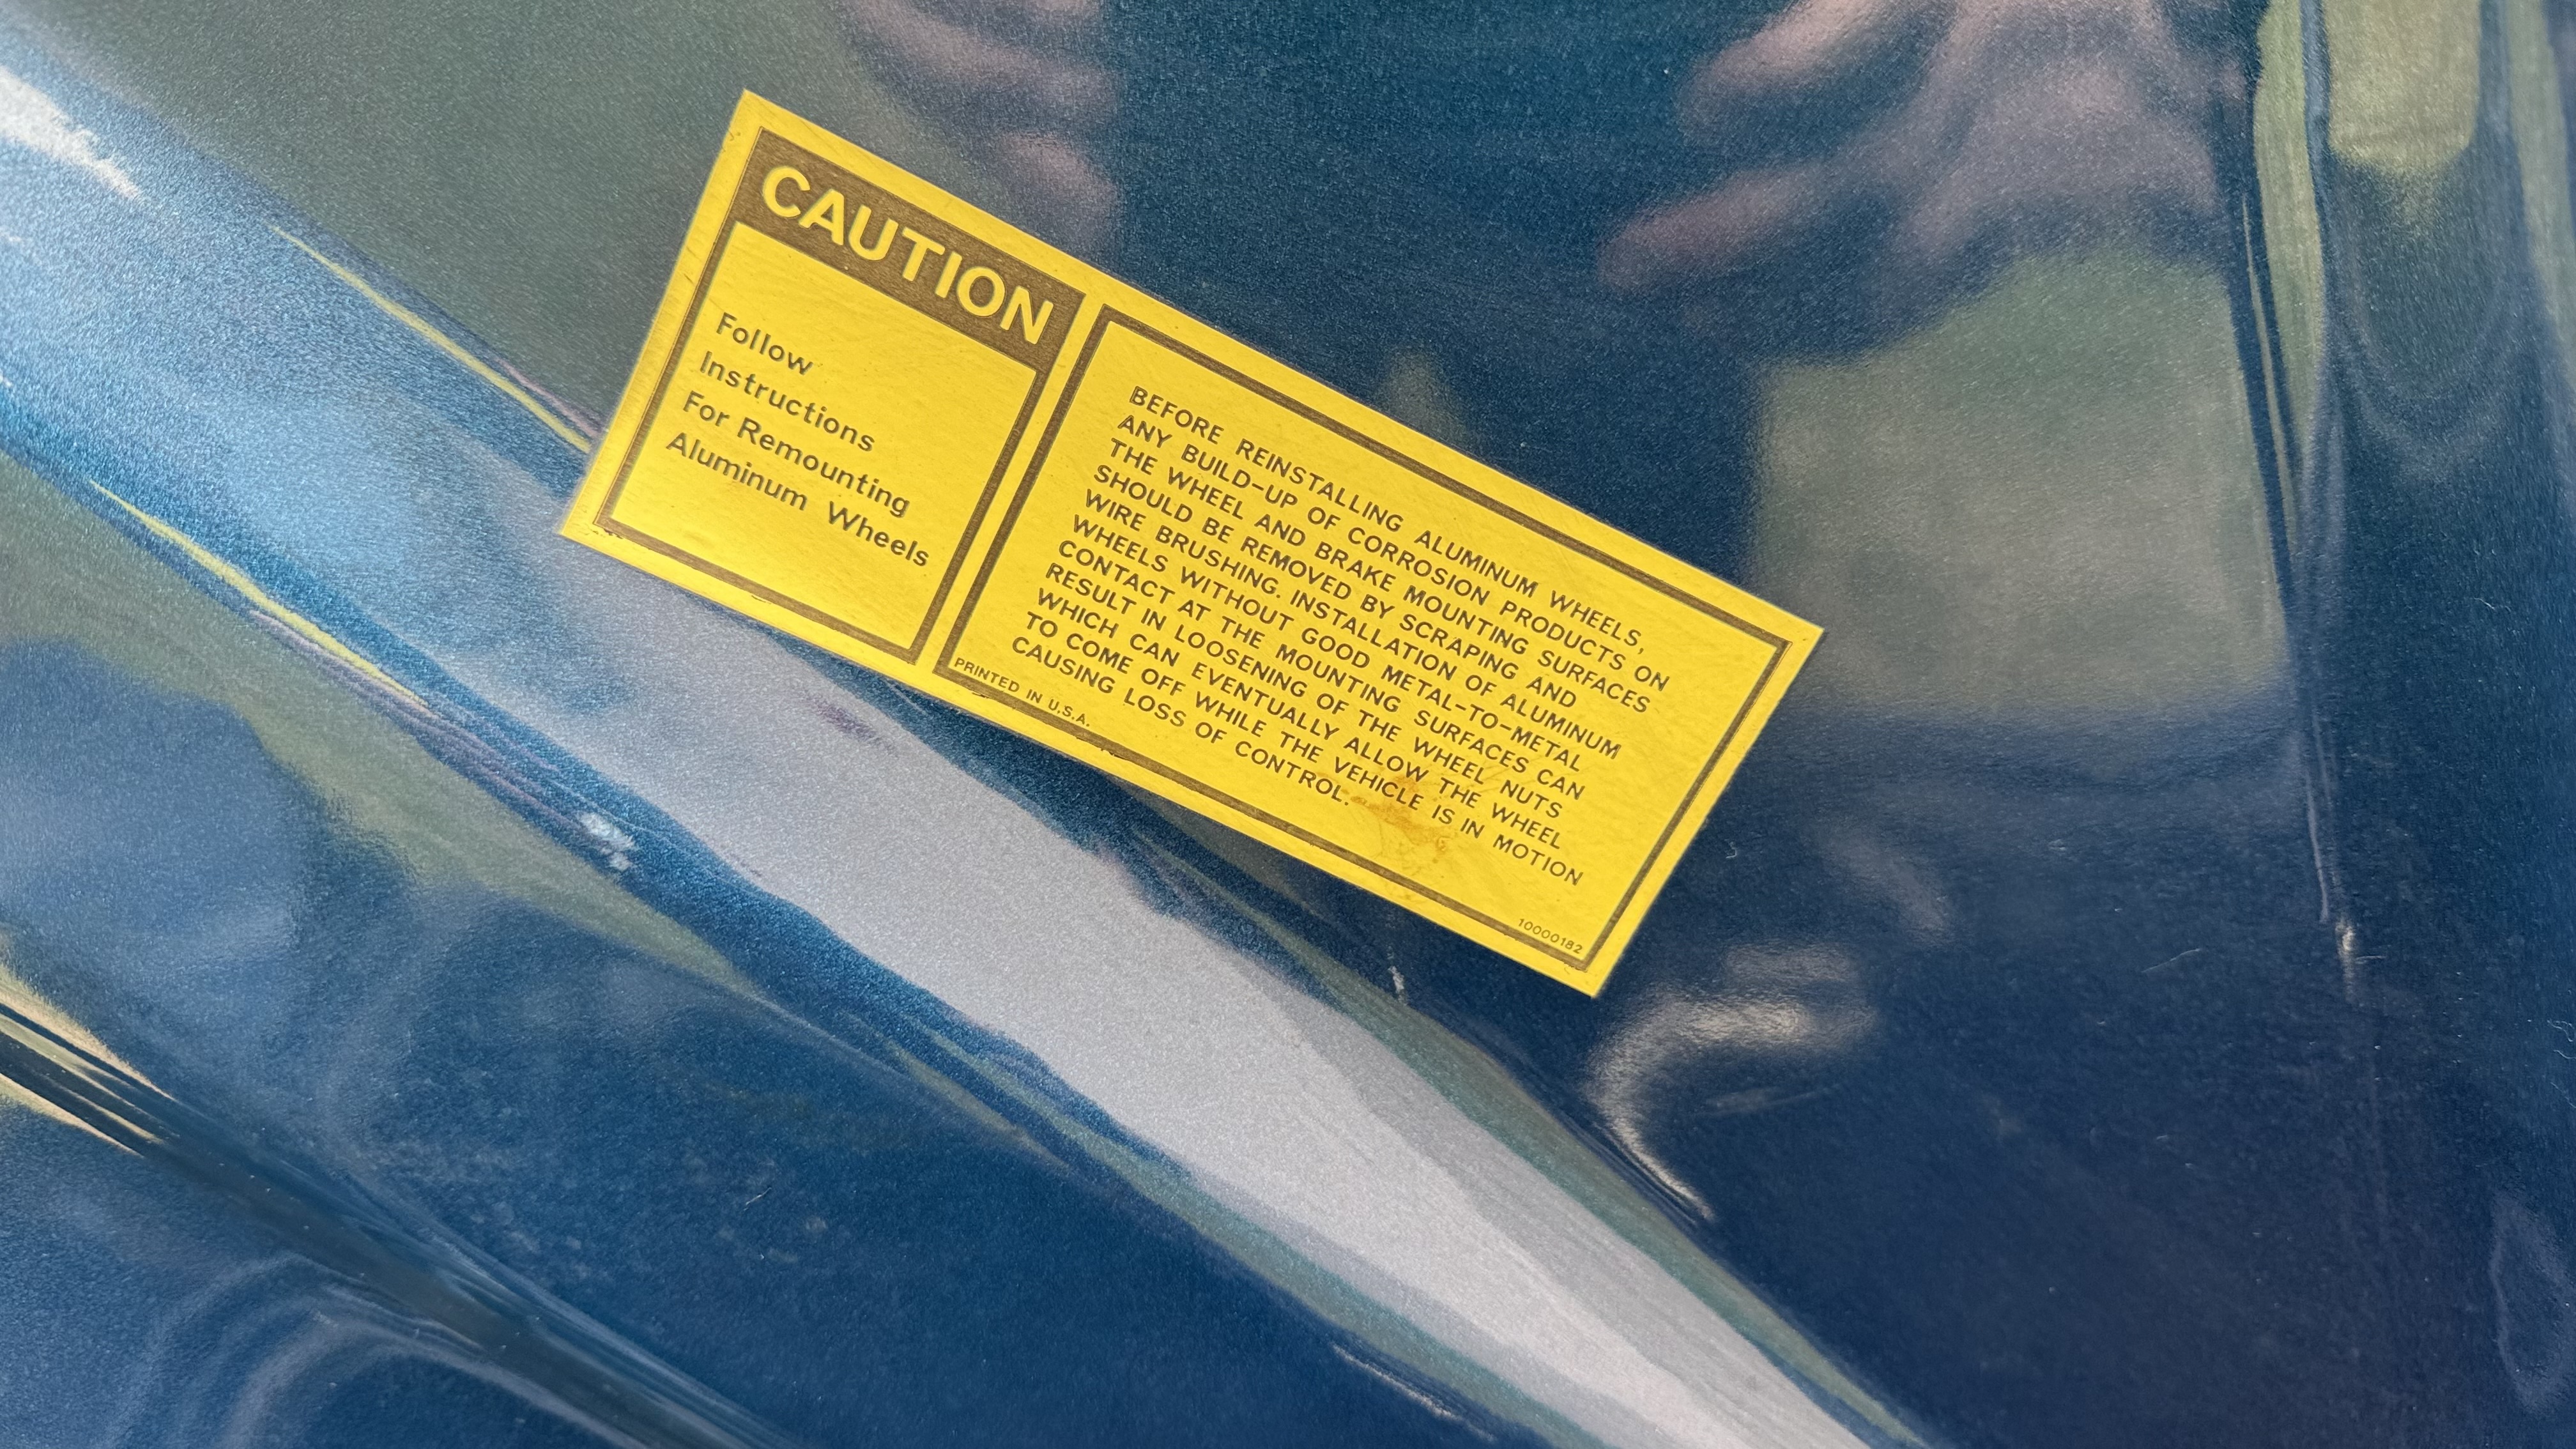 CAUTION
Follow
Instructions
For Remounting
Aluminum Wheels
BEFORE REINSTALLING ALUMINUM WHEELS,
ANY BUILD-UP OF CORROSION PRODUCTS ON
THE WHEEL AND BRAKE MOUNTING SURFACES
SHOULD BE REMOVED BY SCRAPING AND
WIRE BRUSHING. INSTALLATION OF ALUMINUM
WHEELS WITHOUT GOOD METAL-TO-METAL
CONTACT AT THE MOUNTING SURFACES CAN
RESULT IN LOOSENING OF THE WHEEL NUTS
WHICH CAN EVENTUALLY ALLOW THE WHEEL
TO COME OFF WHILE THE VEHICLE IS IN MOTION
CAUSING LOSS OF CONTROL.
PRINTED IN U.S.A.
10000182